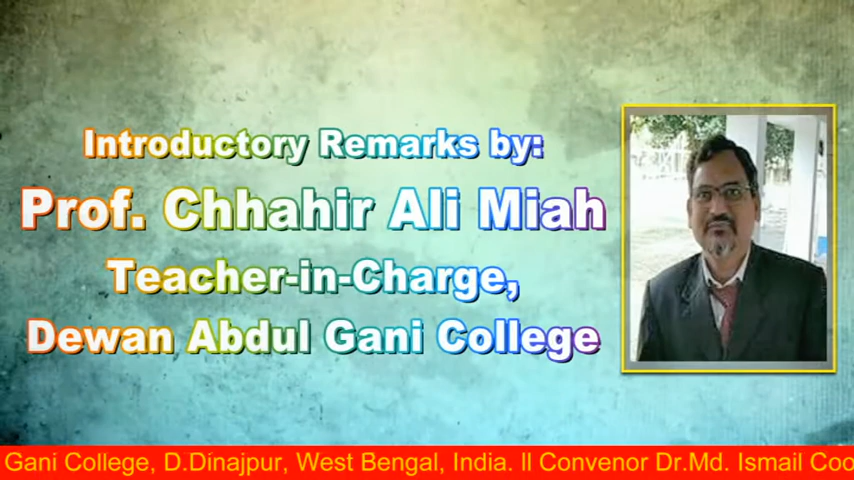 Introductory Remarks by:
Prof. Chhahir Ali Miah
Teacher-in-Charge,
Dewan Abdul Gani College
Gani College, D.Dinajpur, West Bengal, India. ll Convenor Dr.Md. Ismail Coo